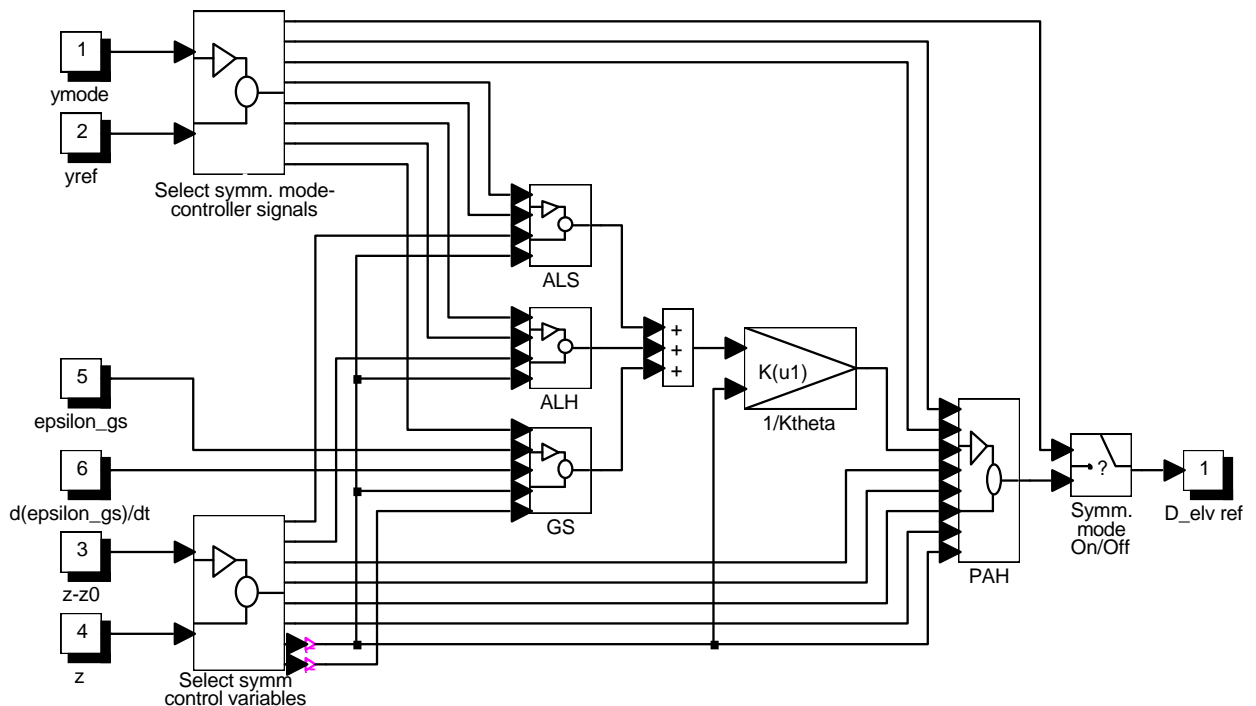 1
ymode
2
yref
Select symm. mode-
controller signals
ALS
ALH
+
+
+
K(u1)
1/Ktheta
5
epsilon_gs
6
d(epsilon_gs)/dt
GS
3
z-z0
4
z
Select symm
control variables
PAH
?
Symm.
mode
On/Off
1
D_elv ref